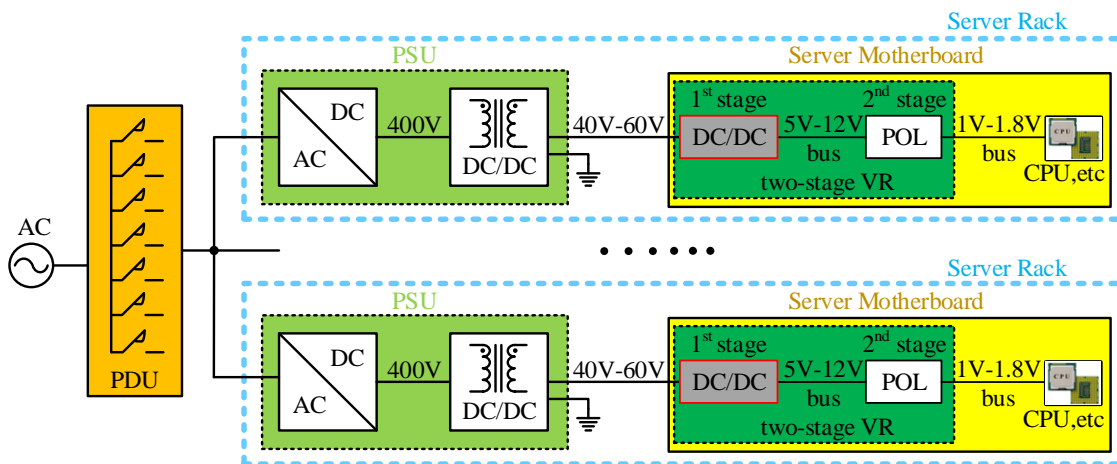 Server Rack
PSU
Server Motherboard
1st stage
2nd stage
DC
AC
400V
DC/DC
40V-60V
DC/DC
5V-12V
bus
POL
1V-1.8V
bus
CPU
CPU,etc
two-stage VR
AC
PDU
......
Server Rack
PSU
Server Motherboard
1st stage
2nd stage
DC
AC
400V
DC/DC
40V-60V
DC/DC
5V-12V
bus
POL
1V-1.8V
bus
CPU
CPU,etc
two-stage VR